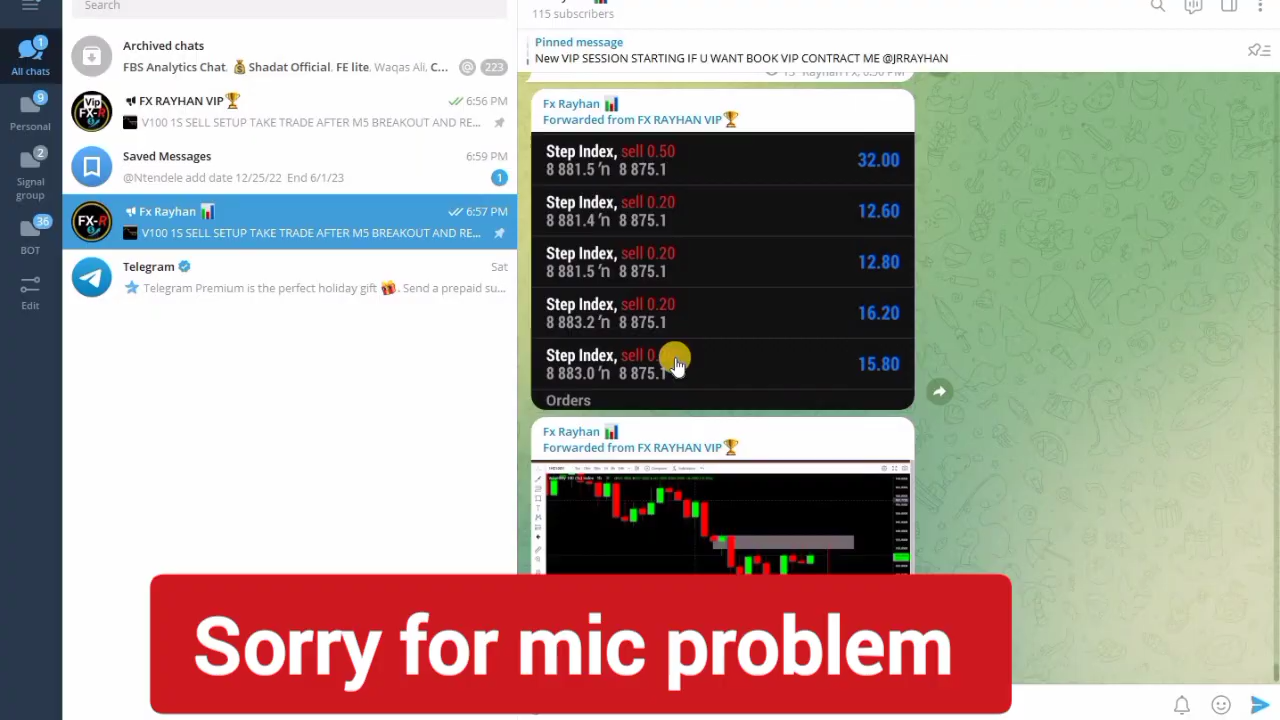 Search
115 subscribers
Pinned message
New VIP SESSION STARTING IF U WANT BOOK VIP CONTRACT ME @JRRAYHAN
1
All chats
9
Personal
2
Signal
group
36
BOT
Edit
Archived chats
FBS Analytics Chat, 💰 Shadat Official, FE lite, Waqas Ali, C...
@ 223
Vip
FX-R
FX RAYHAN VIP🏆
6:56 PM
V100 1S SELL SETUP TAKE TRADE AFTER M5 BREAKOUT AND RE...
Saved Messages
6:59 PM
@Ntendele add date 12/25/22 End 6/1/23
1
FX-R
Fx Rayhan 📊
6:57 PM
V100 1S SELL SETUP TAKE TRADE AFTER M5 BREAKOUT AND RE...
Telegram
Sat
⭐ Telegram Premium is the perfect holiday gift 🎁. Send a prepaid su...
Fx Rayhan 📊
Forwarded from FX RAYHAN VIP🏆
Step Index, sell 0.50
8 881.5 'n 8 875.1
32.00
Step Index, sell 0.20
8 881.4 'n 8 875.1
12.60
Step Index, sell 0.20
8 881.5 'n 8 875.1
12.80
Step Index, sell 0.20
8 883.2 'n 8 875.1
16.20
Step Index, sell 0.
8 883.0 'n 8 875.1
15.80
Orders
Fx Rayhan 📊
Forwarded from FX RAYHAN VIP🏆
Sorry for mic problem